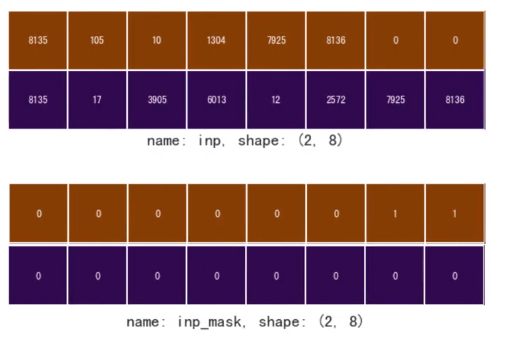 8135 105 10 1304 7925 8136 0 0
8135 17 3905 6013 12 2572 7925 8136
name: inp, shape: (2, 8)
0 0 0 0 0 0 1 1
0 0 0 0 0 0 0 0
name: inp_mask, shape: (2, 8)